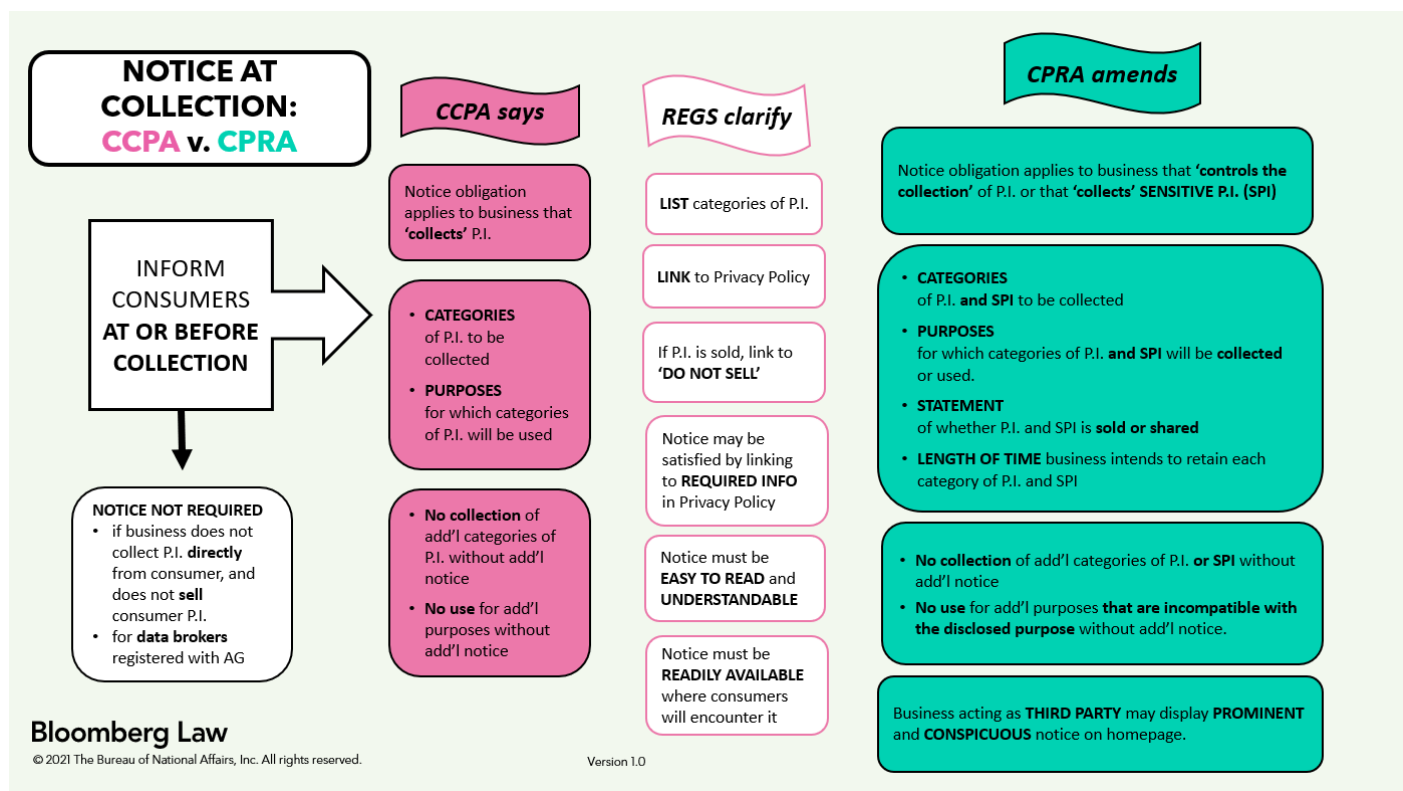 NOTICE AT
COLLECTION:
CCPA v. CPRA
INFORM
CONSUMERS
AT OR BEFORE
COLLECTION
NOTICE NOT REQUIRED
• if business does not
collect P.I. directly
from consumer, and
does not sell
consumer P.I.
• for data brokers
registered with AG
CCPA says
Notice obligation
applies to business that
‘collects’ P.I.
• CATEGORIES
of P.I. to be
collected
• PURPOSES
for which categories
of P.I. will be used
• No collection of
add’l categories of
P.I. without add’l
notice
• No use for add’l
purposes without
add’l notice
REGS clarify
LIST categories of P.I.
LINK to Privacy Policy
If P.I. is sold, link to
‘DO NOT SELL’
Notice may be
satisfied by linking
to REQUIRED INFO
in Privacy Policy
Notice must be
EASY TO READ and
UNDERSTANDABLE
Notice must be
READILY AVAILABLE
where consumers
will encounter it
CPRA amends
Notice obligation applies to business that ‘controls the
collection’ of P.I. or that ‘collects’ SENSITIVE P.I. (SPI)
• CATEGORIES
of P.I. and SPI to be collected
• PURPOSES
for which categories of P.I. and SPI will be collected
or used.
• STATEMENT
of whether P.I. and SPI is sold or shared
• LENGTH OF TIME business intends to retain each
category of P.I. and SPI
• No collection of add’l categories of P.I. or SPI without
add’l notice
• No use for add’l purposes that are incompatible with
the disclosed purpose without add’l notice.
Business acting as THIRD PARTY may display PROMINENT
and CONSPICUOUS notice on homepage.
Bloomberg Law
© 2021 The Bureau of National Affairs, Inc. All rights reserved.
Version 1.0